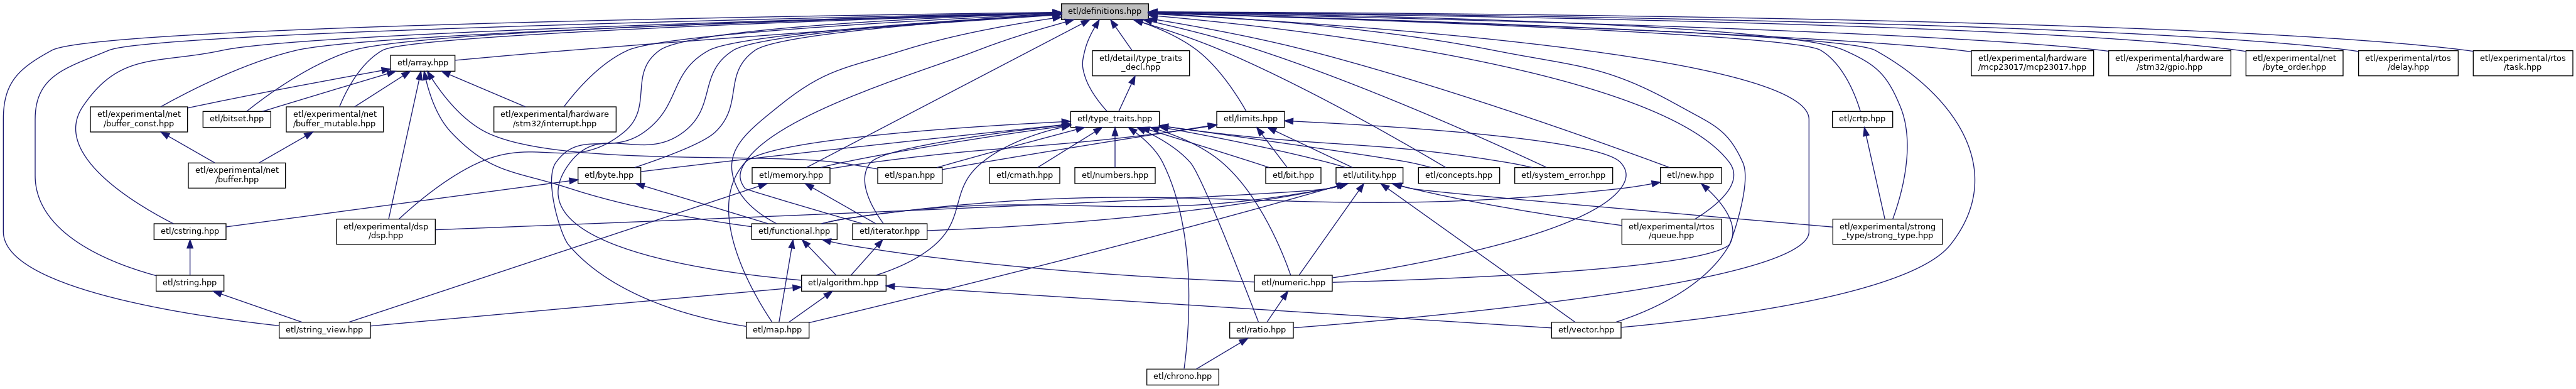 etl/definitions.hpp
etl/array.hpp
etl/detail/type_traits
_decl.hpp
etl/experimental/hardware
/mcp23017/mcp23017.hpp
etl/experimental/hardware
/stm32/gpio.hpp
etl/experimental/net
/byte_order.hpp
etl/experimental/rtos
/delay.hpp
etl/experimental/rtos
/task.hpp
etl/experimental/net
/buffer_const.hpp
etl/bitset.hpp
etl/experimental/net
/buffer_mutable.hpp
etl/experimental/hardware
/stm32/interrupt.hpp
etl/type_traits.hpp
etl/limits.hpp
etl/crtp.hpp
etl/experimental/net
/buffer.hpp
etl/byte.hpp
etl/memory.hpp
etl/span.hpp
etl/cmath.hpp
etl/numbers.hpp
etl/bit.hpp
etl/utility.hpp
etl/concepts.hpp
etl/system_error.hpp
etl/new.hpp
etl/cstring.hpp
etl/experimental/dsp
/dsp.hpp
etl/functional.hpp
etl/iterator.hpp
etl/experimental/rtos
/queue.hpp
etl/experimental/strong
_type/strong_type.hpp
etl/string.hpp
etl/algorithm.hpp
etl/numeric.hpp
etl/string_view.hpp
etl/map.hpp
etl/ratio.hpp
etl/vector.hpp
etl/chrono.hpp